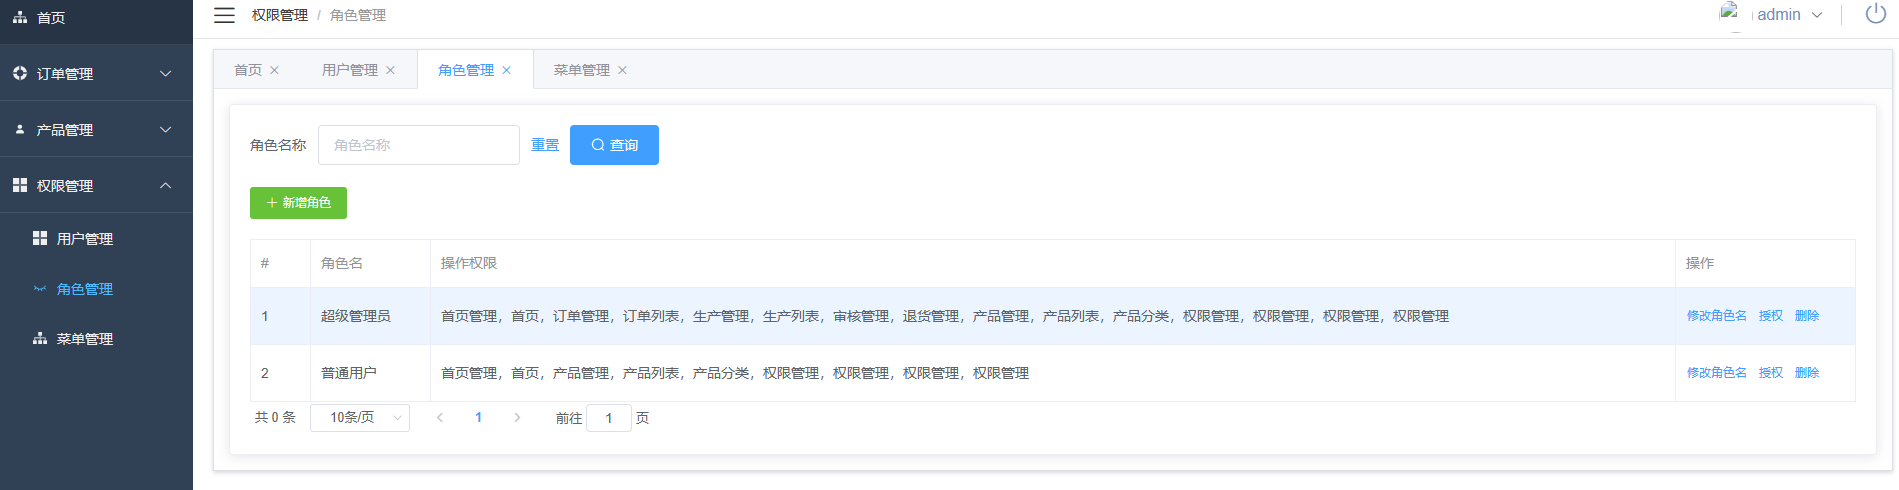 首页
订单管理
产品管理
权限管理
用户管理
角色管理
菜单管理
权限管理 / 角色管理
admin
首页 用户管理 角色管理 菜单管理
角色名称 角色名称 重置 查询
新增角色
# 角色名 操作权限 操作
1 超级管理员 首页管理，首页，订单管理，订单列表，生产管理，生产列表，审核管理，退货管理，产品管理，产品列表，产品分类，权限管理，权限管理，权限管理，权限管理 修改角色名 授权 删除
2 普通用户 首页管理，首页，产品管理，产品列表，产品分类，权限管理，权限管理，权限管理，权限管理 修改角色名 授权 删除
共 0 条 10条/页 1 前往 1 页